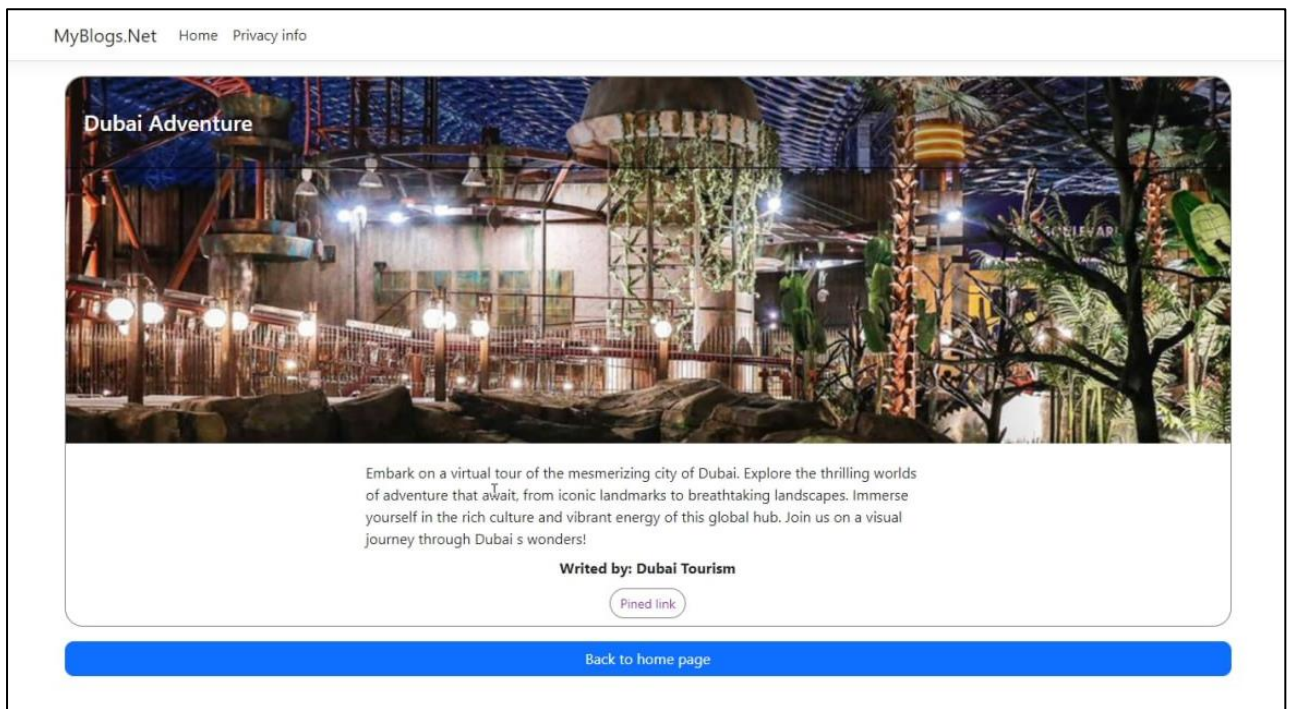 MyBlogs.Net Home Privacy info
Dubai Adventure
Embark on a virtual tour of the mesmerizing city of Dubai. Explore the thrilling worlds
of adventure that await, from iconic landmarks to breathtaking landscapes. Immerse
yourself in the rich culture and vibrant energy of this global hub. Join us on a visual
journey through Dubai s wonders!
Writed by: Dubai Tourism
Pined link
Back to home page